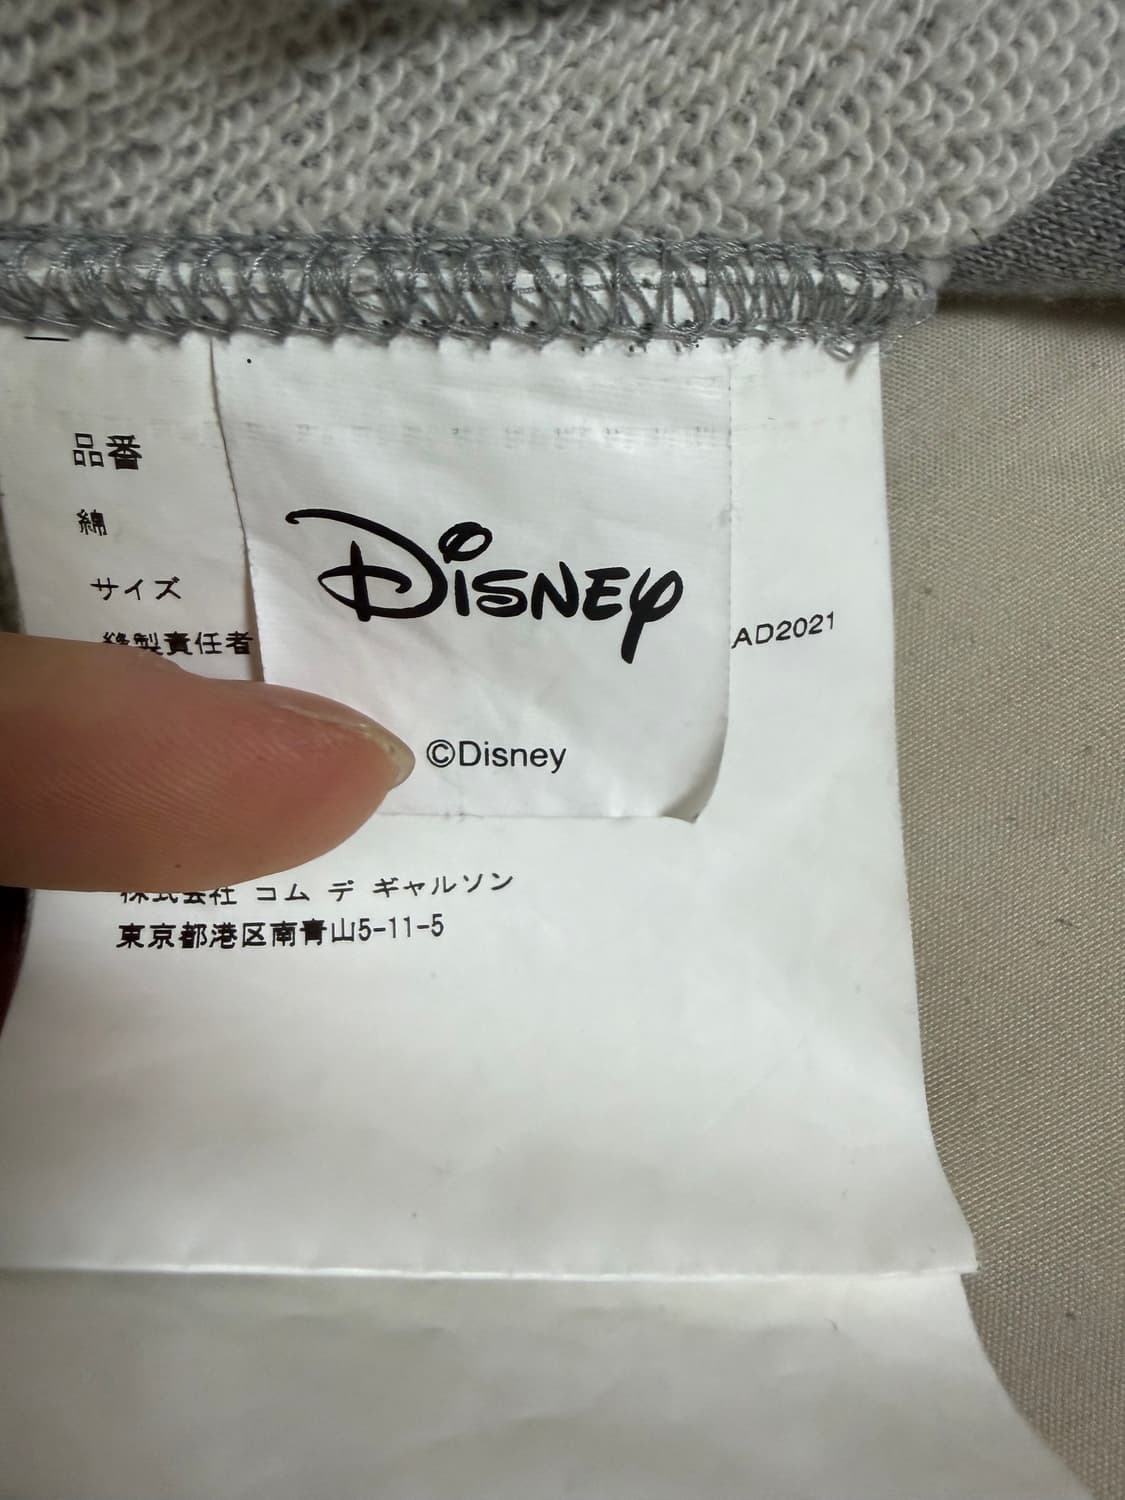 品番
綿
サイズ
縫製責任者
AD2021
Disney
©Disney
株式会社 コム デ ギャルソン
東京都港区南青山5-11-5